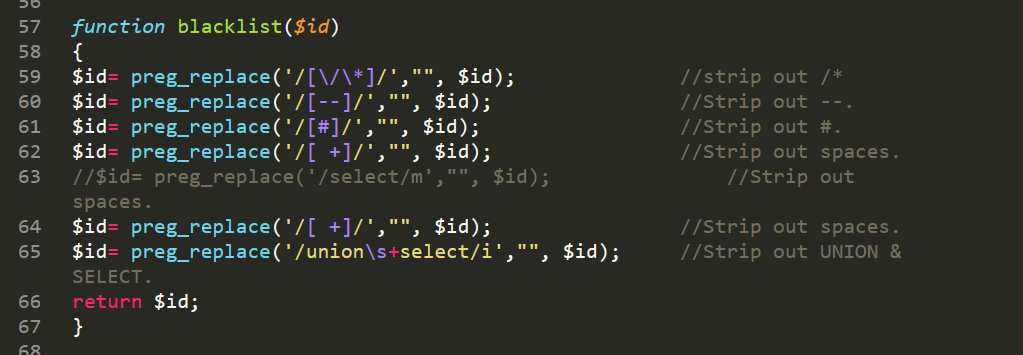 56
57 function blacklist($id)
58 {
59 $id= preg_replace('/[\/\*]/',"", $id); //strip out /*
60 $id= preg_replace('/[--]/',"", $id); //Strip out --.
61 $id= preg_replace('/[#]/',"", $id); //Strip out #.
62 $id= preg_replace('/[ +]/',"", $id); //Strip out spaces.
63 //$id= preg_replace('/select/m',"", $id); //Strip out
spaces.
64 $id= preg_replace('/[ +]/',"", $id); //Strip out spaces.
65 $id= preg_replace('/union\s+select/i',"", $id); //Strip out UNION &
SELECT.
66 return $id;
67 }
68